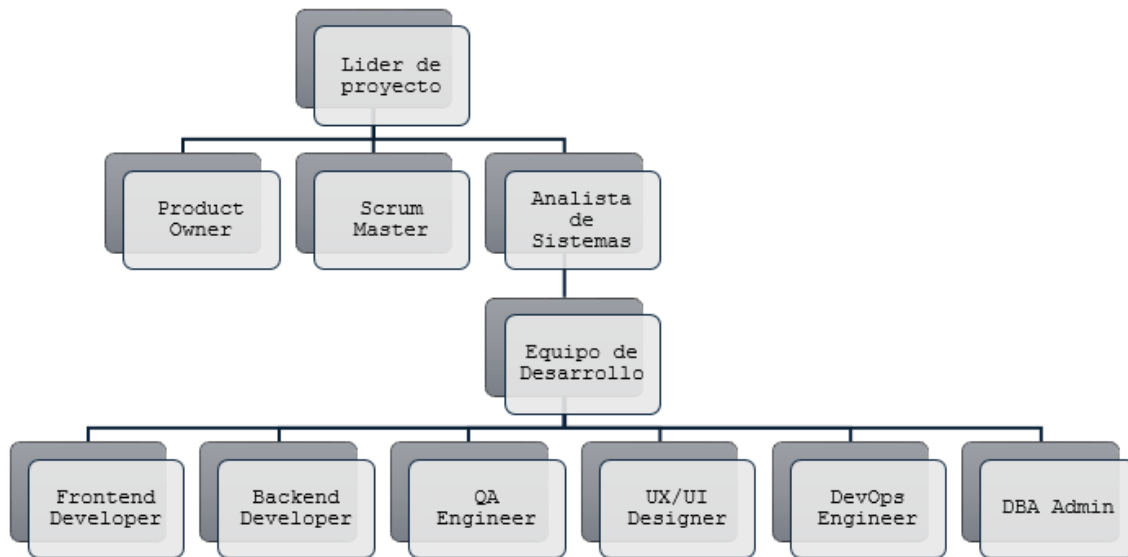 Lider de
proyecto
Product
Owner
Scrum
Master
Analista
de
Sistemas
Equipo de
Desarrollo
Frontend
Developer
Backend
Developer
QA
Engineer
UX/UI
Designer
DevOps
Engineer
DBA Admin